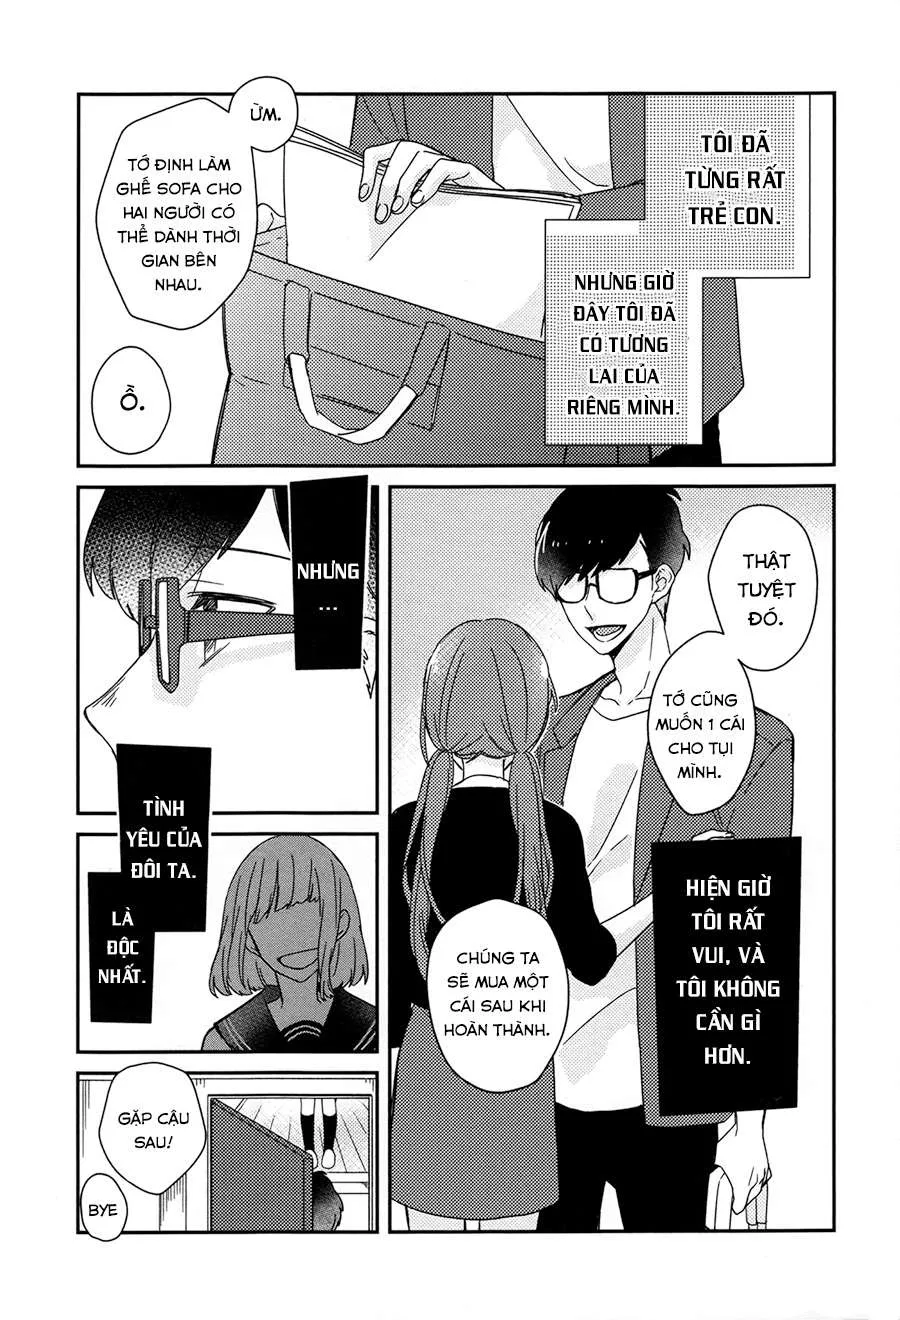 TÔI ĐÃ
TỪNG RẤT
TRẺ CON.
NHƯNG GIỜ
ĐÂY TÔI ĐÃ
CÓ TƯƠNG
LAI CỦA
RIÊNG MÌNH.
ỪM.
TỚ ĐỊNH LÀM
GHẾ SOFA CHO
HAI NGƯỜI CÓ
THỂ DÀNH THỜI
GIAN BÊN
NHAU.
Ồ.
THẬT
TUYỆT
ĐÓ.
TỚ CŨNG
MUỐN 1 CÁI
CHO TỤI
MÌNH.
CHÚNG TA
SẼ MUA MỘT
CÁI SAU KHI
HOÀN THÀNH.
HIỆN GIỜ
TÔI RẤT
VUI, VÀ
TÔI KHÔNG
CẦN GÌ
HƠN.
NHƯNG
...
TÌNH
YÊU CỦA
ĐÔI TA.
LÀ
ĐỘC
NHẤT.
GẶP CẬU
SAU!
BYE